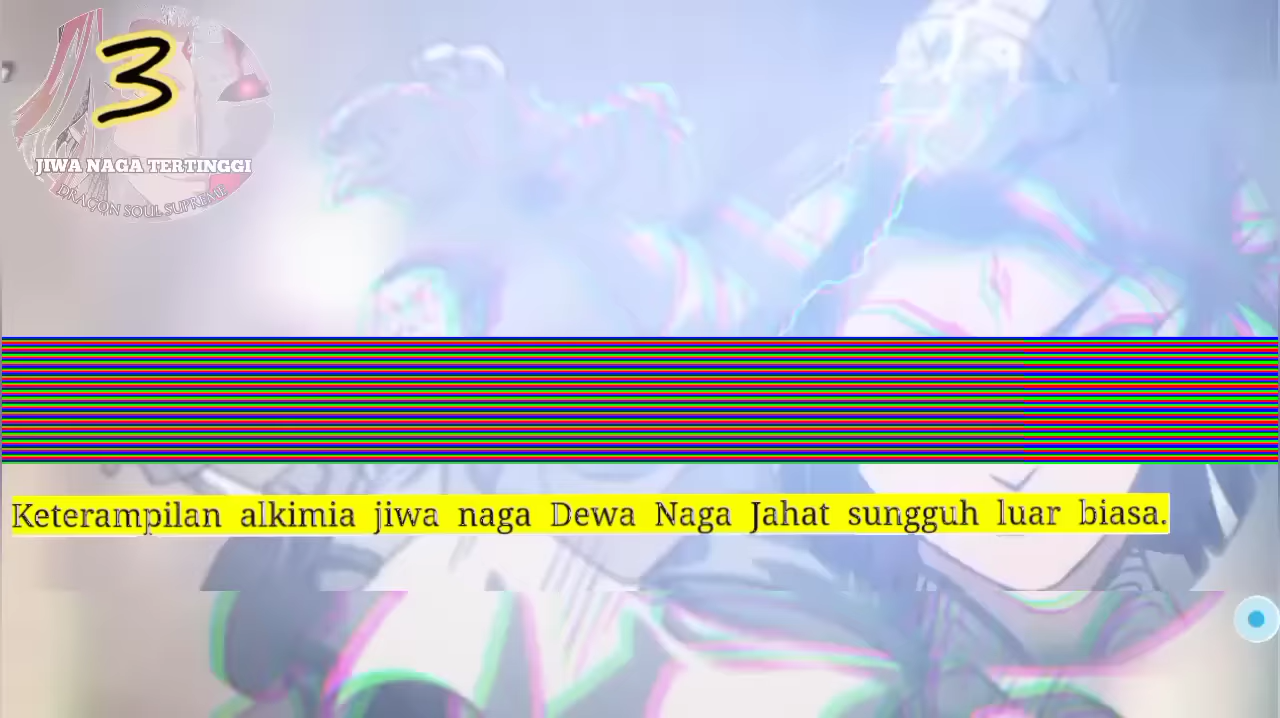 3
JIWA NAGA TERTINGGI
DRAGON SOUL SUPREME
Keterampilan alkimia jiwa naga Dewa Naga Jahat sungguh luar biasa.